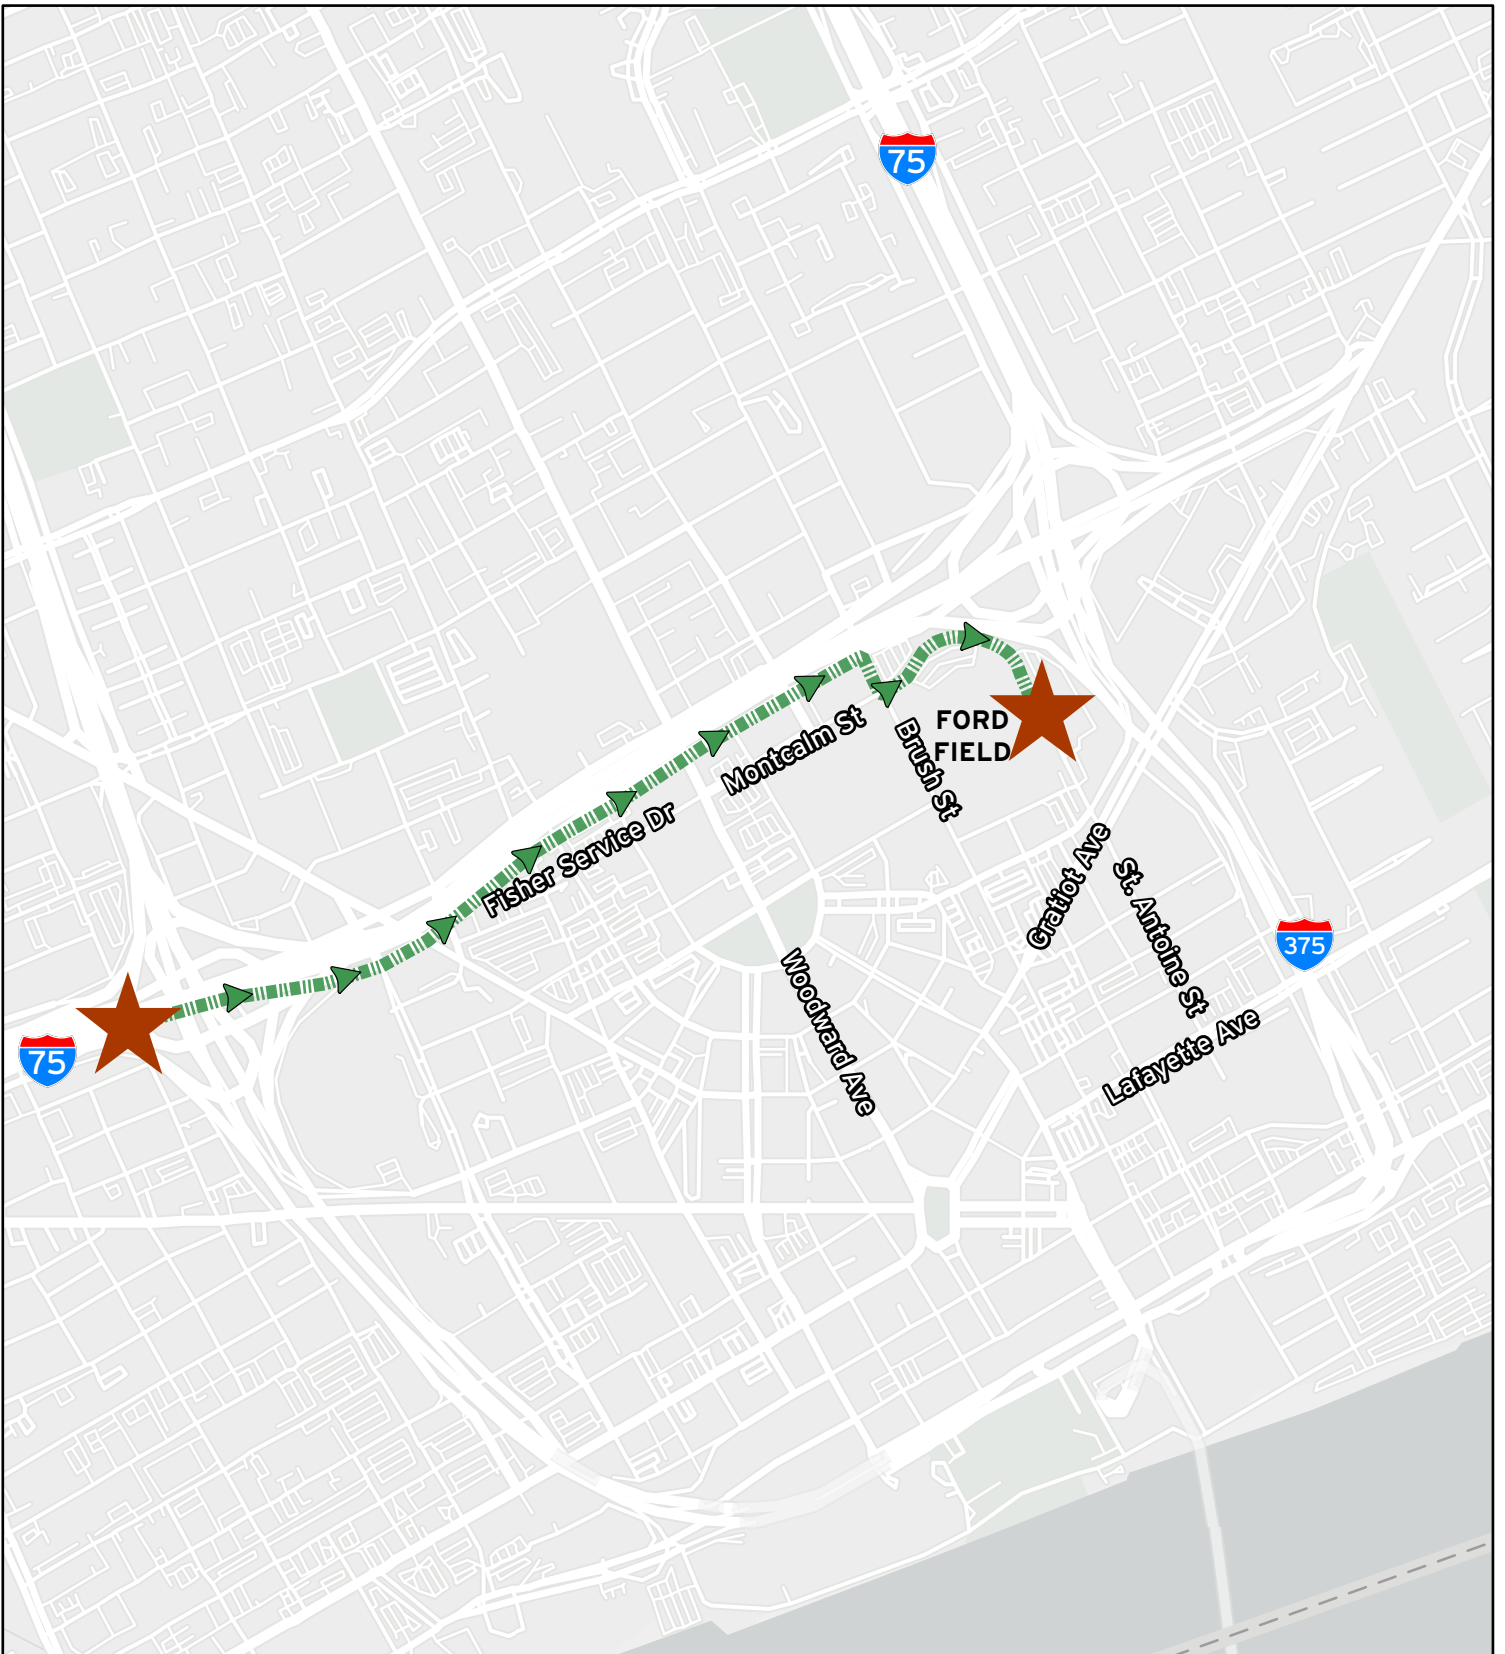 75
Montcalm St
FORD
FIELD
Brush St
Fisher Service Dr
Gratiot Ave
St. Antoine St
375
Woodward Ave
75
Lafayette Ave